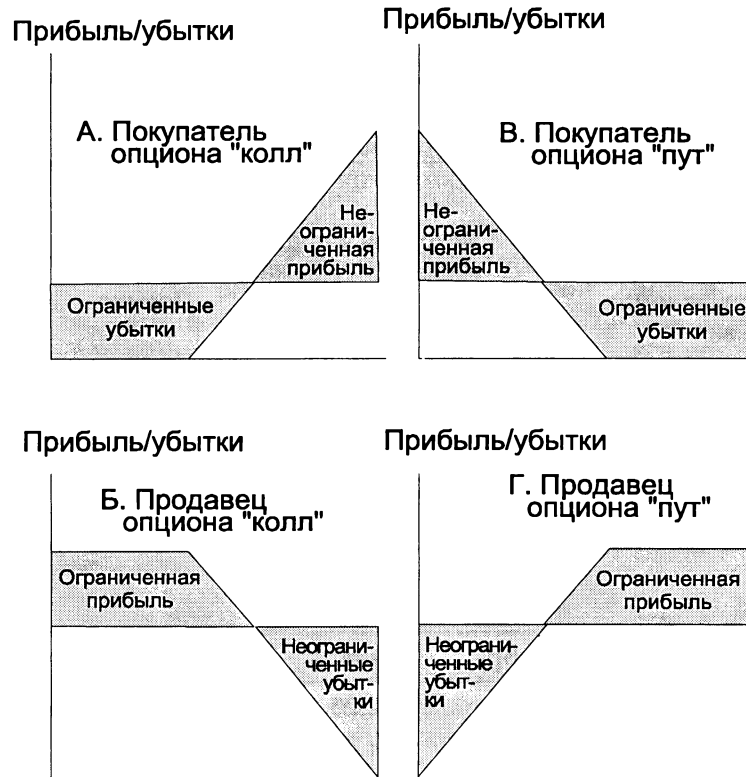 Прибыль/убытки
А. Покупатель
опциона "колл"
Не-
ограни-
ченная
прибыль
Ограниченные
убытки
Прибыль/убытки
В. Покупатель
опциона "пут"
Не-
ограни-
ченная
прибыль
Ограниченные
убытки
Прибыль/убытки
Б. Продавец
опциона "колл"
Ограниченная
прибыль
Неограни-
ченные
убыт-
ки
Прибыль/убытки
Г. Продавец
опциона "пут"
Ограниченная
прибыль
Неограни-
ченные
убыт-
ки